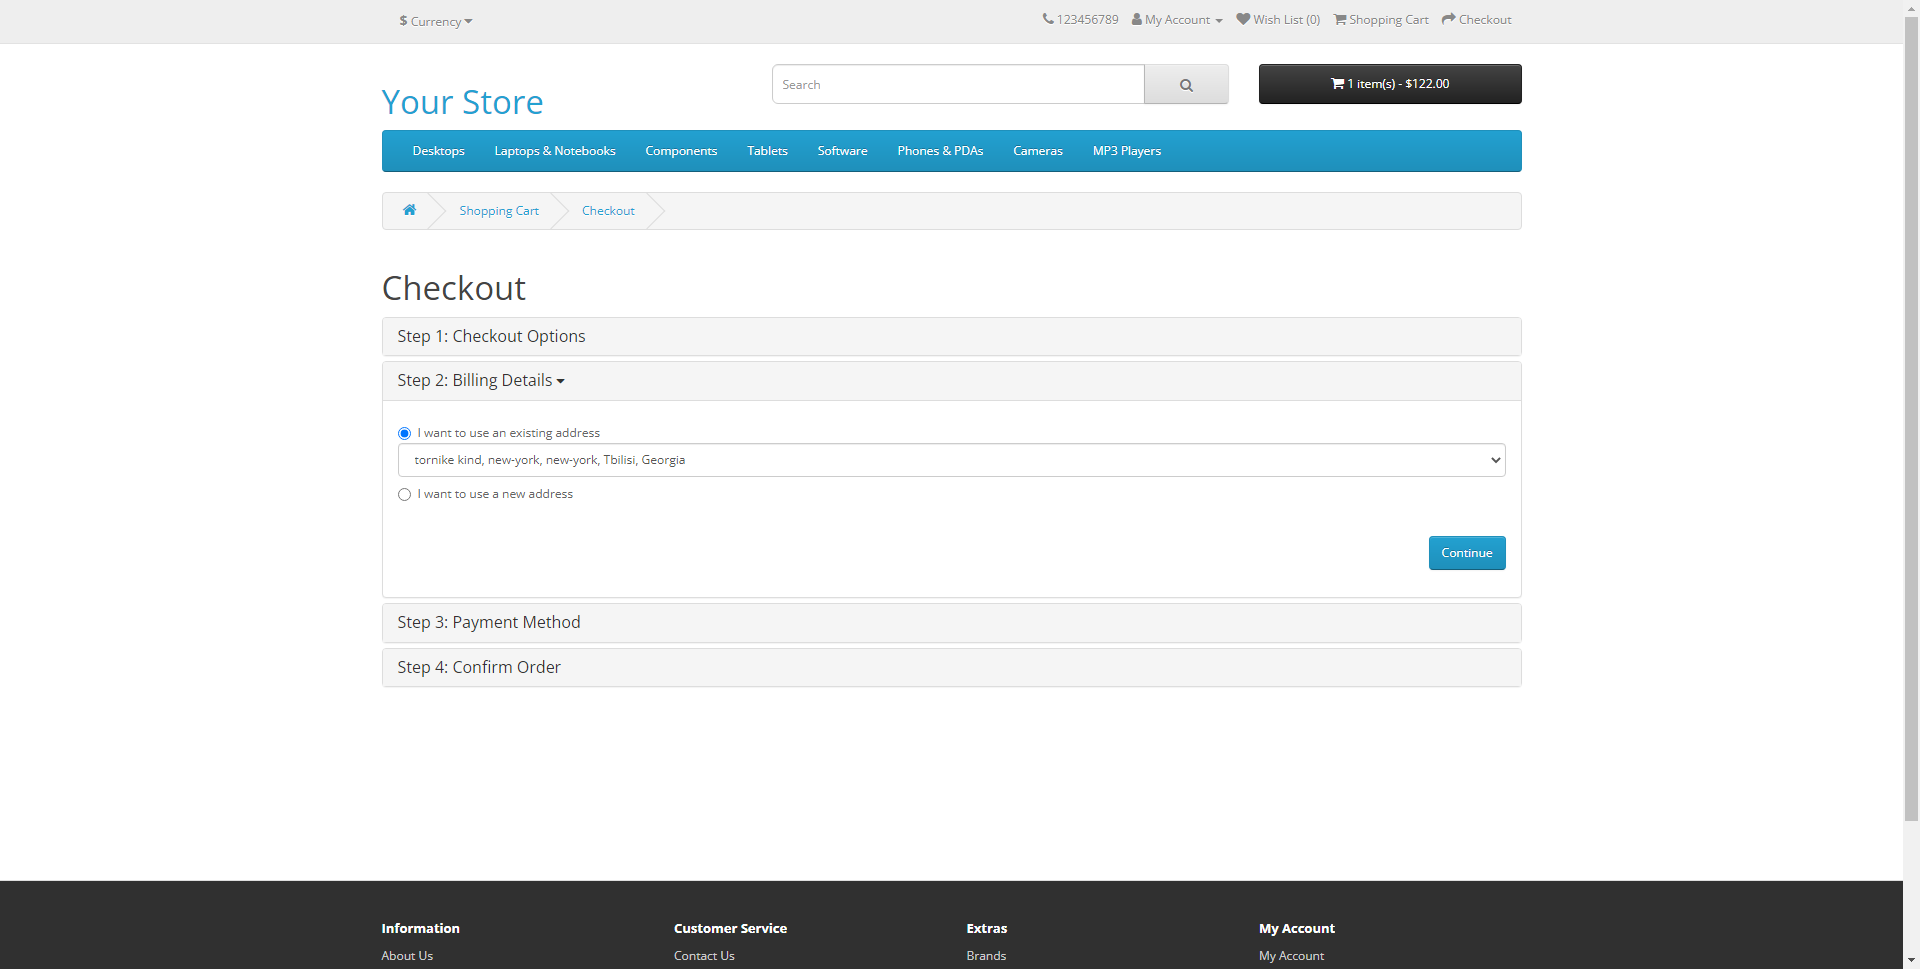 $ Currency
123456789 My Account Wish List (0) Shopping Cart Checkout
Your Store
Search
1 item(s) - $122.00
Desktops Laptops & Notebooks Components Tablets Software Phones & PDAs Cameras MP3 Players
Shopping Cart Checkout
Checkout
Step 1: Checkout Options
Step 2: Billing Details
I want to use an existing address
tornike kind, new-york, new-york, Tbilisi, Georgia
I want to use a new address
Continue
Step 3: Payment Method
Step 4: Confirm Order
Information Customer Service Extras My Account
About Us Contact Us Brands My Account